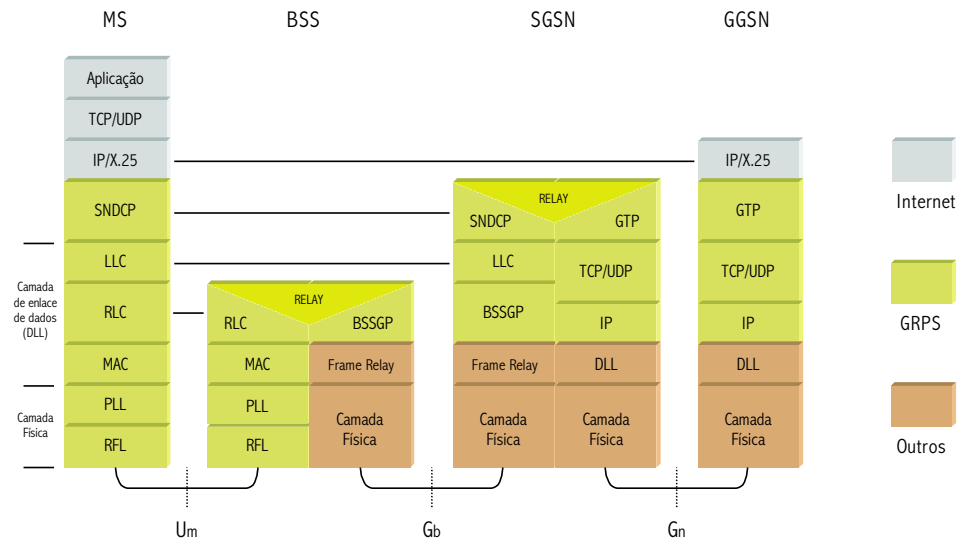 MS
BSS
SGSN
GGSN
Aplicação
TCP/UDP
IP/X.25
SNDCP
LLC
RLC
MAC
PLL
RFL
Camada
de enlace
de dados
(DLL)
Camada
Física
RELAY
RLC
BSSGP
MAC
Frame Relay
PLL
RFL
Camada
Física
RELAY
SNDCP
GTP
LLC
TCP/UDP
BSSGP
IP
Frame Relay
DLL
Camada
Física
Camada
Física
IP/X.25
GTP
TCP/UDP
IP
DLL
Camada
Física
Internet
GRPS
Outros
Um
Gb
Gn